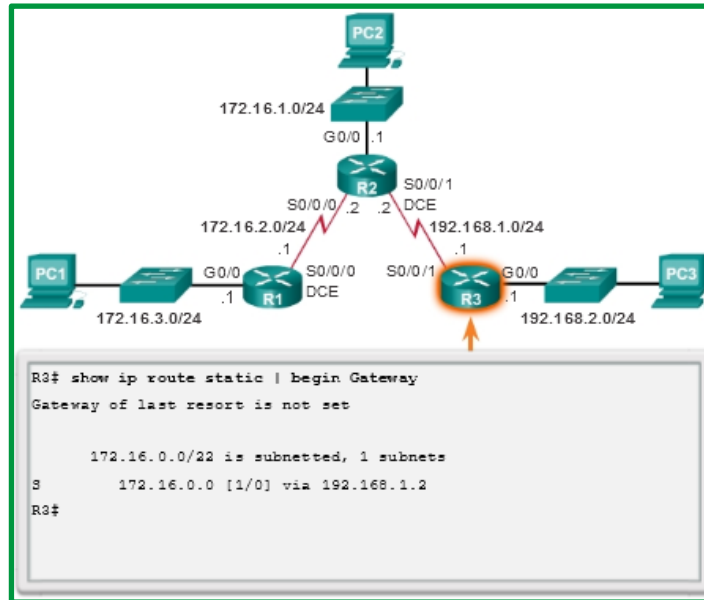 PC2
172.16.1.0/24
G0/0 .1
R2
S0/0/1
S0/0/0 .2 .2 DCE
172.16.2.0/24 192.168.1.0/24
.1 .1
PC1 G0/0 S0/0/0 S0/0/1 G0/0 PC3
.1 R1 DCE R3 .1
172.16.3.0/24 192.168.2.0/24
R3# show ip route static | begin Gateway
Gateway of last resort is not set
172.16.0.0/22 is subnetted, 1 subnets
S 172.16.0.0 [1/0] via 192.168.1.2
R3#